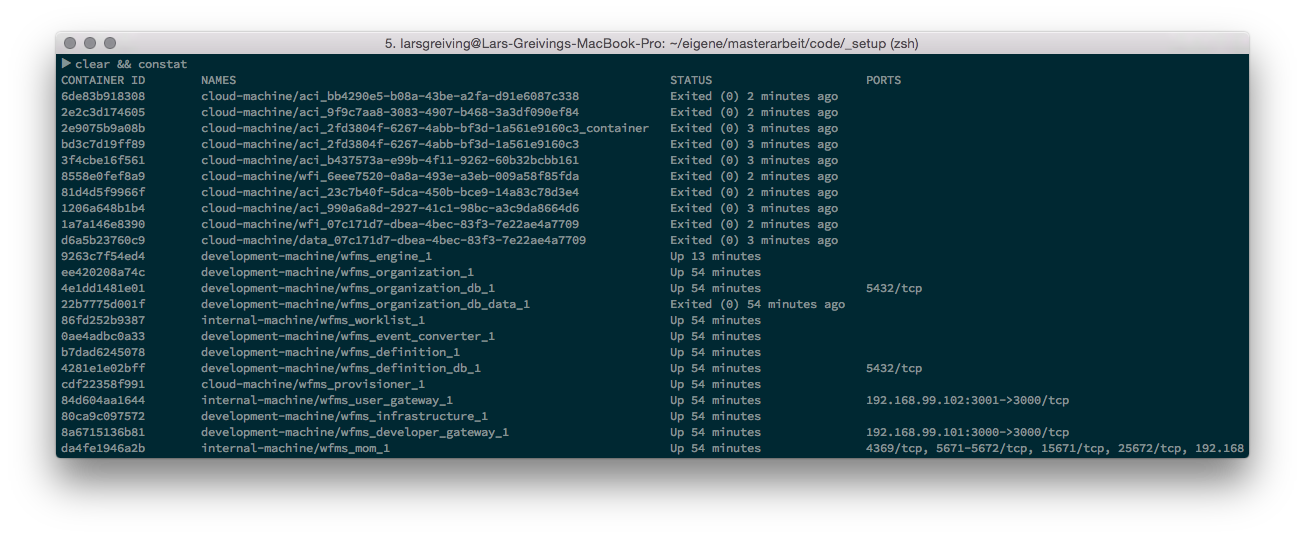 5. larsgreiving@Lars-Greivings-MacBook-Pro: ~/eigene/masterarbeit/code/_setup (zsh)
clear && constat
CONTAINER ID NAMES STATUS PORTS
6de83b918308 cloud-machine/aci_bb4290e5-b08a-43be-a2fa-d91e6087c338 Exited (0) 2 minutes ago
2e2c3d174605 cloud-machine/aci_9f9c7aa8-3083-4907-b468-3a3df090ef84 Exited (0) 2 minutes ago
2e9075b9a08b cloud-machine/aci_2fd3804f-6267-4abb-bf3d-1a561e9160c3_container Exited (0) 3 minutes ago
bd3c7d19ff89 cloud-machine/aci_2fd3804f-6267-4abb-bf3d-1a561e9160c3 Exited (0) 3 minutes ago
3f4cbe16f561 cloud-machine/aci_b437573a-e99b-4f11-9262-60b32bcbb161 Exited (0) 3 minutes ago
8558e0fef8a9 cloud-machine/wfi_6eee7520-0a8a-493e-a3eb-009a58f85fda Exited (0) 2 minutes ago
81d4d5f9966f cloud-machine/aci_23c7b40f-5dca-450b-bce9-14a83c78d3e4 Exited (0) 2 minutes ago
1206a648b1b4 cloud-machine/aci_990a6a8d-2927-41c1-98bc-a3c9da8664d6 Exited (0) 3 minutes ago
1a7a146e8390 cloud-machine/wfi_07c171d7-dbea-4bec-83f3-7e22ae4a7709 Exited (0) 2 minutes ago
d6a5b23760c9 cloud-machine/data_07c171d7-dbea-4bec-83f3-7e22ae4a7709 Exited (0) 3 minutes ago
9263c7f54ed4 development-machine/wfms_engine_1 Up 13 minutes
ee420208a74c development-machine/wfms_organization_1 Up 54 minutes
4e1dd1481e01 development-machine/wfms_organization_db_1 Up 54 minutes 5432/tcp
22b7775d001f development-machine/wfms_organization_db_data_1 Exited (0) 54 minutes ago
86fd252b9387 internal-machine/wfms_worklist_1 Up 54 minutes
0ae4adbc0a33 development-machine/wfms_event_converter_1 Up 54 minutes
b7dad6245078 development-machine/wfms_definition_1 Up 54 minutes
4281e1e02bff development-machine/wfms_definition_db_1 Up 54 minutes 5432/tcp
cdf22358f991 cloud-machine/wfms_provisioner_1 Up 54 minutes
84d604aa1644 internal-machine/wfms_user_gateway_1 Up 54 minutes 192.168.99.102:3001->3000/tcp
80ca9c097572 development-machine/wfms_infrastructure_1 Up 54 minutes
8a6715136b81 development-machine/wfms_developer_gateway_1 Up 54 minutes 192.168.99.101:3000->3000/tcp
da4fe1946a2b internal-machine/wfms_mom_1 Up 54 minutes 4369/tcp, 5671-5672/tcp, 15671/tcp, 25672/tcp, 192.168